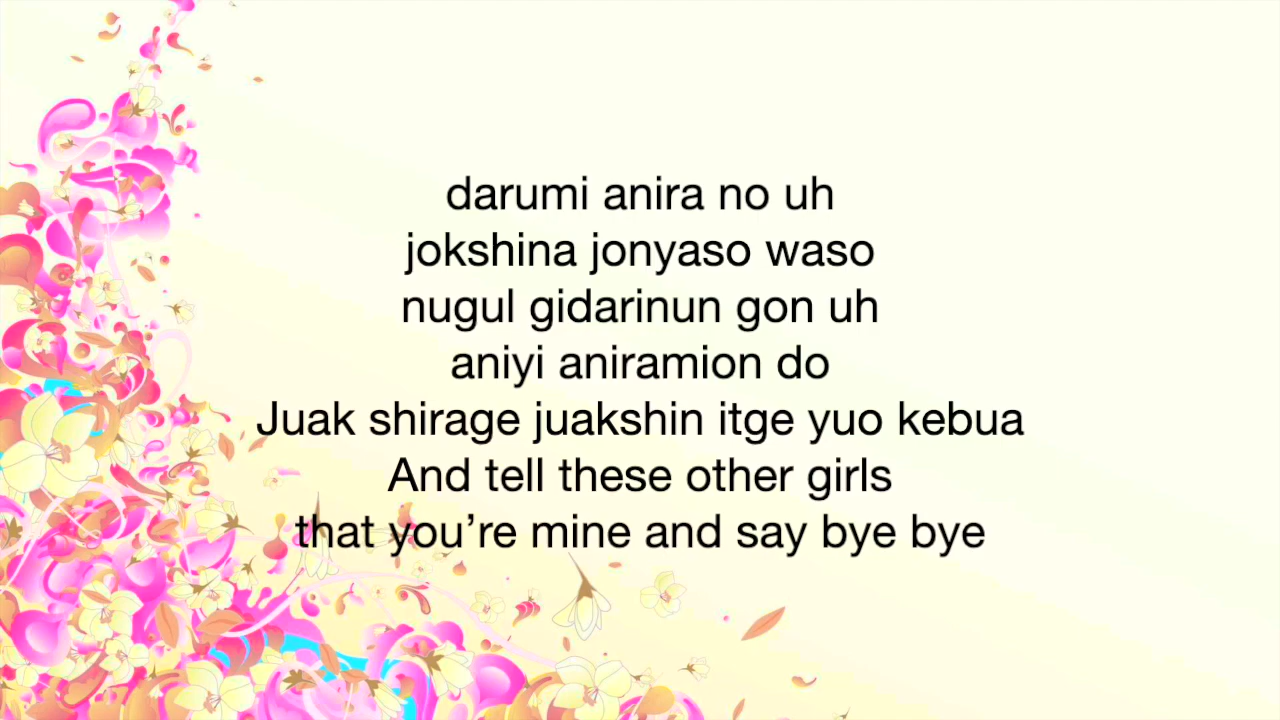 darumi anira no uh
jokshina jonyaso waso
nugul gidarinun gon uh
aniyi aniramion do
Juak shirage juakshin itge yuo kebua
And tell these other girls
that you’re mine and say bye bye